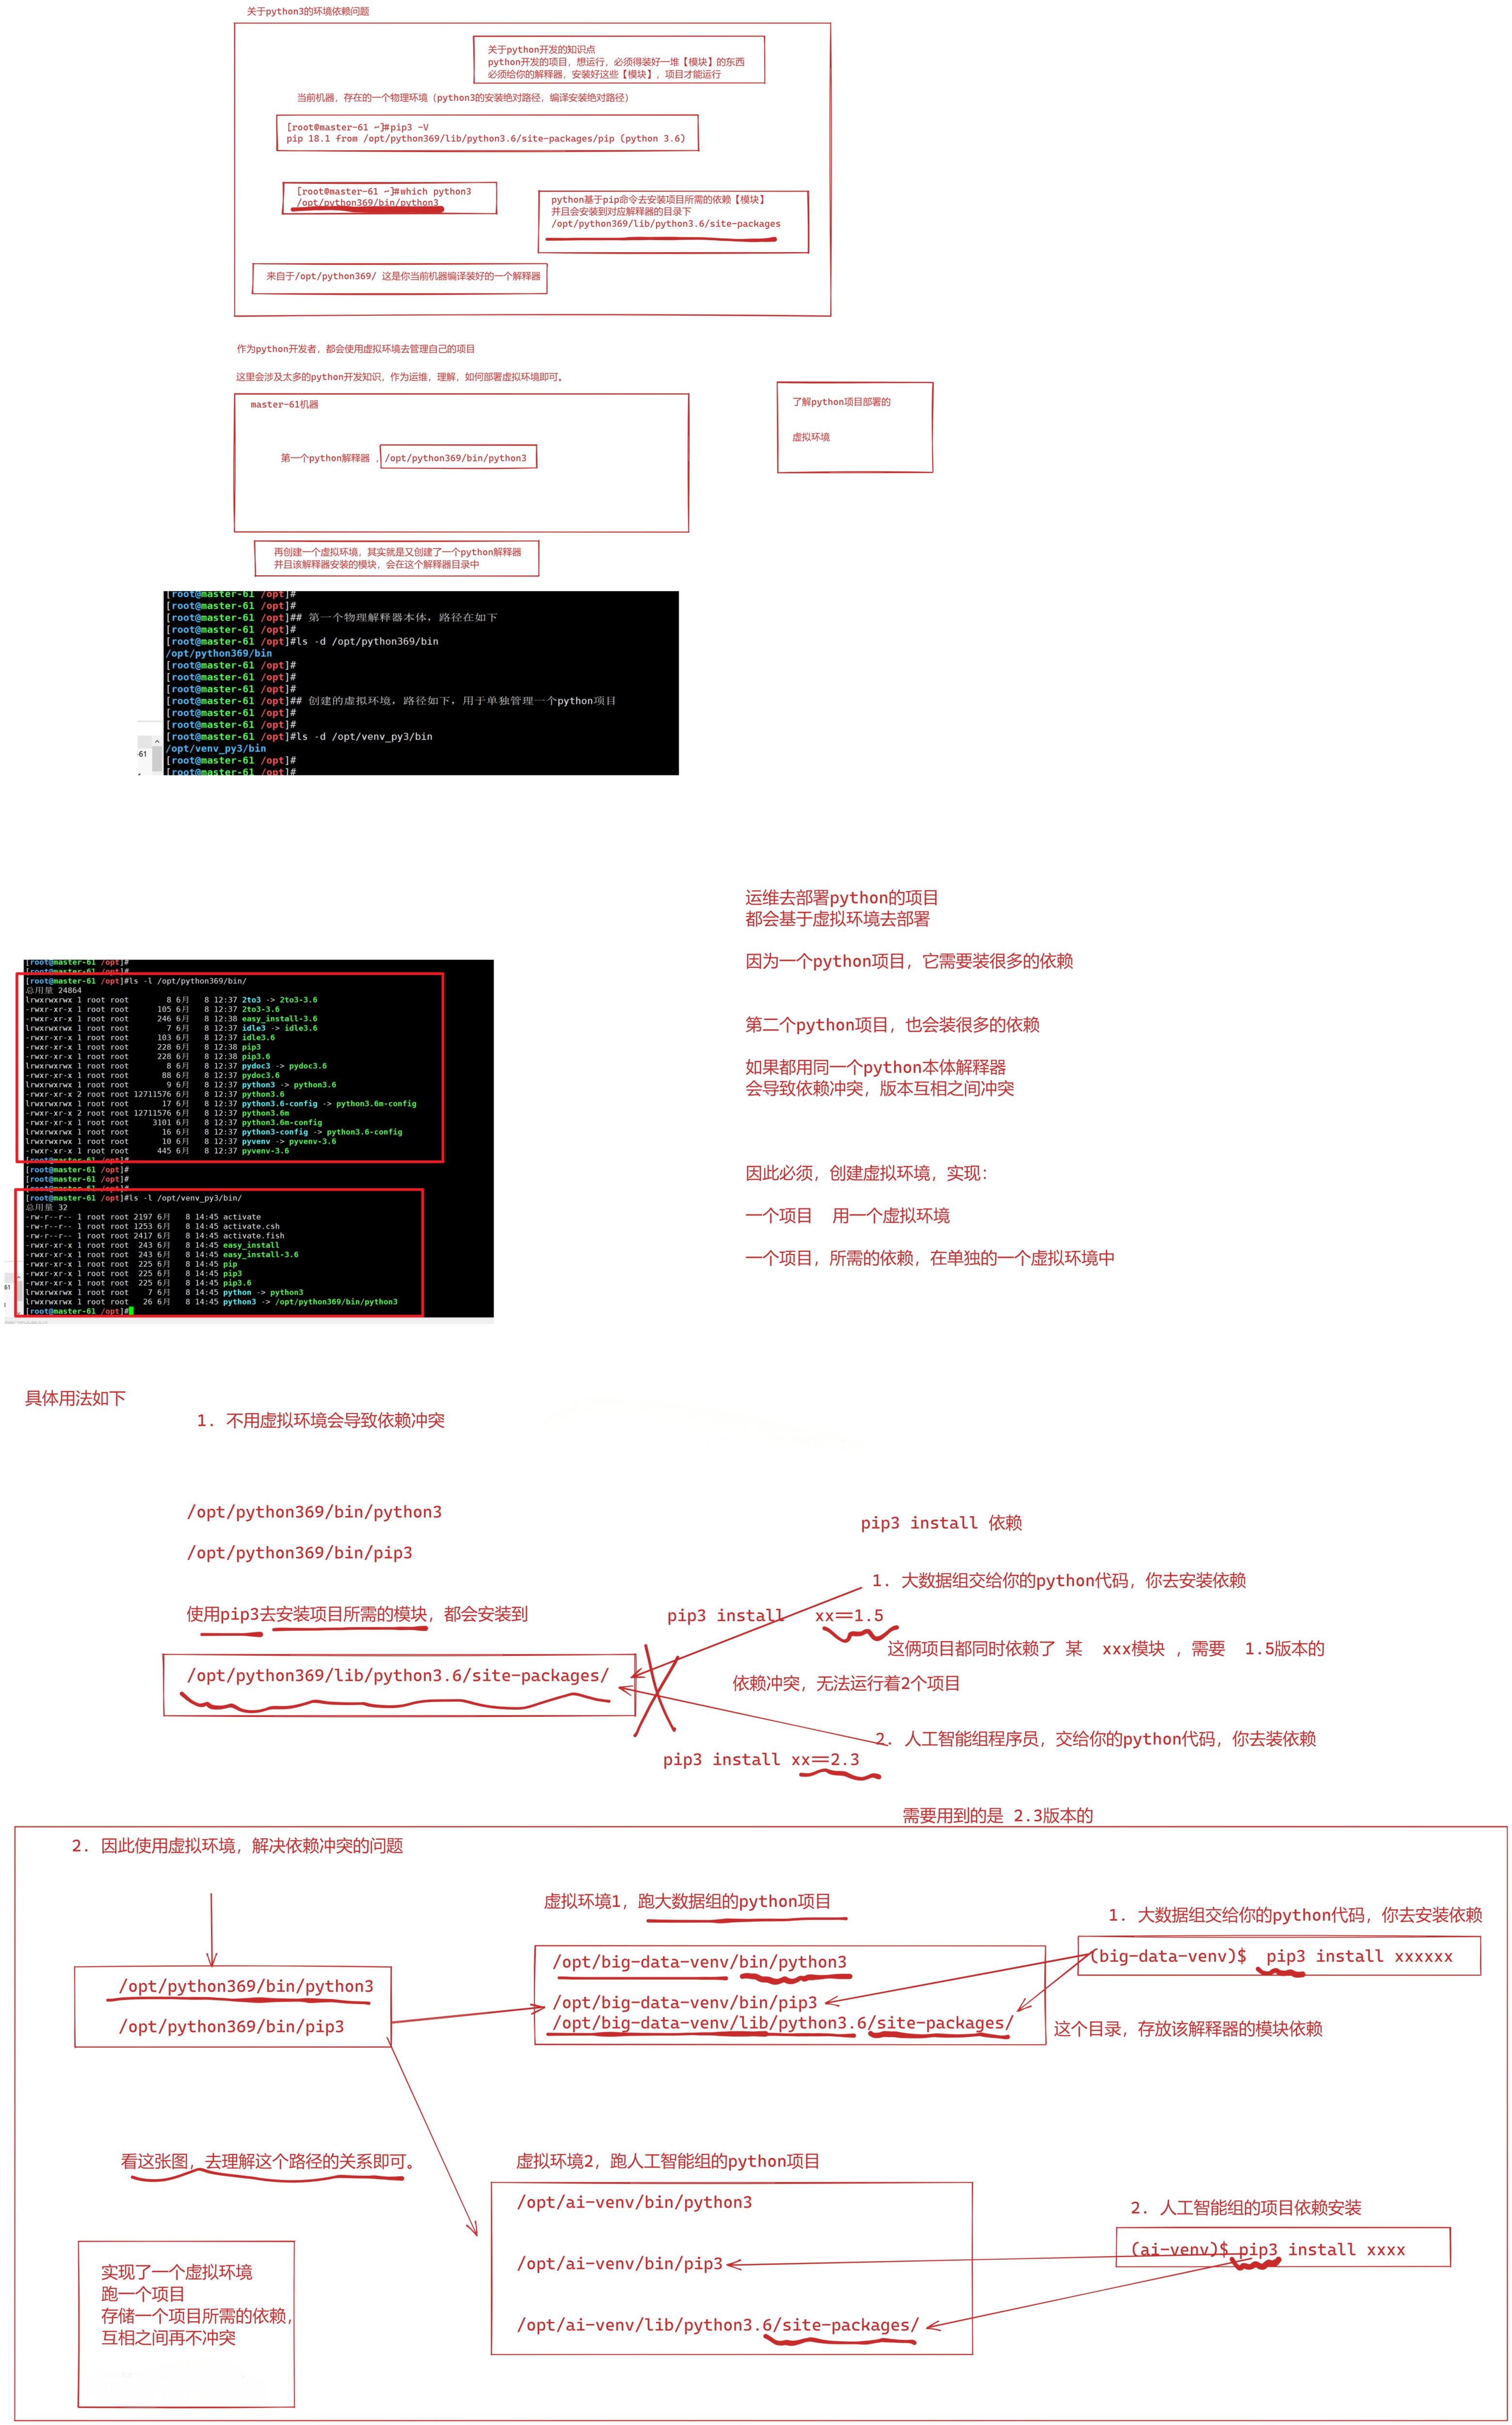 关于python3的环境依赖问题
关于python开发的知识点
python开发的项目，想运行，必须得装好一堆【模块】的东西
必须给你的解释器，安装好这些【模块】，项目才能运行
当前机器，存在的一个物理环境（python3的安装绝对路径，编译安装绝对路径）
[root@master-61 ~]#pip3 -V
pip 18.1 from /opt/python369/lib/python3.6/site-packages/pip (python 3.6)
[root@master-61 ~]#which python3
/opt/python369/bin/python3
python基于pip命令去安装项目所需的依赖【模块】
并且会安装到对应解释器的目录下
/opt/python369/lib/python3.6/site-packages
来自于/opt/python369/ 这是你当前机器编译装好的一个解释器
作为python开发者，都会使用虚拟环境去管理自己的项目
这里会涉及太多的python开发知识，作为运维，理解，如何部署虚拟环境即可。
master-61机器
第一个python解释器 ，/opt/python369/bin/python3
了解python项目部署的
虚拟环境
再创建一个虚拟环境，其实就是又创建了一个python解释器
并且该解释器安装的模块，会在这个解释器目录中
[root@master-61 /opt]#
[root@master-61 /opt]#
[root@master-61 /opt]## 第一个物理解释器本体，路径在如下
[root@master-61 /opt]#
[root@master-61 /opt]#ls -d /opt/python369/bin
/opt/python369/bin
[root@master-61 /opt]#
[root@master-61 /opt]#
[root@master-61 /opt]#
[root@master-61 /opt]## 创建的虚拟环境，路径如下，用于单独管理一个python项目
[root@master-61 /opt]#
[root@master-61 /opt]#
[root@master-61 /opt]#ls -d /opt/venv_py3/bin
/opt/venv_py3/bin
[root@master-61 /opt]#
[root@master-61 /opt]#
-61
运维去部署python的项目
都会基于虚拟环境去部署
因为一个python项目，它需要装很多的依赖
第二个python项目，也会装很多的依赖
如果都用同一个python本体解释器
会导致依赖冲突，版本互相之间冲突
因此必须，创建虚拟环境，实现：
一个项目 用一个虚拟环境
一个项目，所需的依赖，在单独的一个虚拟环境中
[root@master-61 /opt]#
[root@master-61 /opt]#
[root@master-61 /opt]#ls -l /opt/python369/bin/
总用量 24864
lrwxrwxrwx 1 root root 8 6月 8 12:37 2to3 -> 2to3-3.6
-rwxr-xr-x 1 root root 105 6月 8 12:37 2to3-3.6
-rwxr-xr-x 1 root root 246 6月 8 12:38 easy_install-3.6
lrwxrwxrwx 1 root root 7 6月 8 12:37 idle3 -> idle3.6
-rwxr-xr-x 1 root root 103 6月 8 12:37 idle3.6
-rwxr-xr-x 1 root root 228 6月 8 12:38 pip3
-rwxr-xr-x 1 root root 228 6月 8 12:38 pip3.6
lrwxrwxrwx 1 root root 8 6月 8 12:37 pydoc3 -> pydoc3.6
-rwxr-xr-x 1 root root 88 6月 8 12:37 pydoc3.6
lrwxrwxrwx 1 root root 9 6月 8 12:37 python3 -> python3.6
-rwxr-xr-x 2 root root 12711576 6月 8 12:37 python3.6
lrwxrwxrwx 1 root root 17 6月 8 12:37 python3.6-config -> python3.6m-config
-rwxr-xr-x 2 root root 12711576 6月 8 12:37 python3.6m
-rwxr-xr-x 1 root root 3101 6月 8 12:37 python3.6m-config
lrwxrwxrwx 1 root root 16 6月 8 12:37 python3-config -> python3.6-config
lrwxrwxrwx 1 root root 10 6月 8 12:37 pyvenv -> pyvenv-3.6
-rwxr-xr-x 1 root root 445 6月 8 12:37 pyvenv-3.6
[root@master-61 /opt]#
[root@master-61 /opt]#
[root@master-61 /opt]#
[root@master-61 /opt]#
[root@master-61 /opt]#ls -l /opt/venv_py3/bin/
总用量 32
-rw-r--r-- 1 root root 2197 6月 8 14:45 activate
-rw-r--r-- 1 root root 1253 6月 8 14:45 activate.csh
-rw-r--r-- 1 root root 2417 6月 8 14:45 activate.fish
-rwxr-xr-x 1 root root 243 6月 8 14:45 easy_install
-rwxr-xr-x 1 root root 243 6月 8 14:45 easy_install-3.6
-rwxr-xr-x 1 root root 225 6月 8 14:45 pip
-rwxr-xr-x 1 root root 225 6月 8 14:45 pip3
-rwxr-xr-x 1 root root 225 6月 8 14:45 pip3.6
lrwxrwxrwx 1 root root 7 6月 8 14:45 python -> python3
lrwxrwxrwx 1 root root 26 6月 8 14:45 python3 -> /opt/python369/bin/python3
[root@master-61 /opt]#
61
具体用法如下
1. 不用虚拟环境会导致依赖冲突
/opt/python369/bin/python3
pip3 install 依赖
/opt/python369/bin/pip3
1. 大数据组交给你的python代码，你去安装依赖
使用pip3去安装项目所需的模块，都会安装到
pip3 install xx==1.5
这俩项目都同时依赖了 某 xxx模块 ，需要 1.5版本的
/opt/python369/lib/python3.6/site-packages/
依赖冲突，无法运行着2个项目
2. 人工智能组程序员，交给你的python代码，你去装依赖
pip3 install xx==2.3
需要用到的是 2.3版本的
2. 因此使用虚拟环境，解决依赖冲突的问题
虚拟环境1，跑大数据组的python项目
1. 大数据组交给你的python代码，你去安装依赖
/opt/big-data-venv/bin/python3
(big-data-venv)$ pip3 install xxxxxx
/opt/python369/bin/python3
/opt/big-data-venv/bin/pip3
/opt/big-data-venv/lib/python3.6/site-packages/
/opt/python369/bin/pip3
这个目录，存放该解释器的模块依赖
看这张图，去理解这个路径的关系即可。
虚拟环境2，跑人工智能组的python项目
/opt/ai-venv/bin/python3
2. 人工智能组的项目依赖安装
(ai-venv)$ pip3 install xxxx
/opt/ai-venv/bin/pip3
/opt/ai-venv/lib/python3.6/site-packages/
实现了一个虚拟环境
跑一个项目
存储一个项目所需的依赖，
互相之间再不冲突